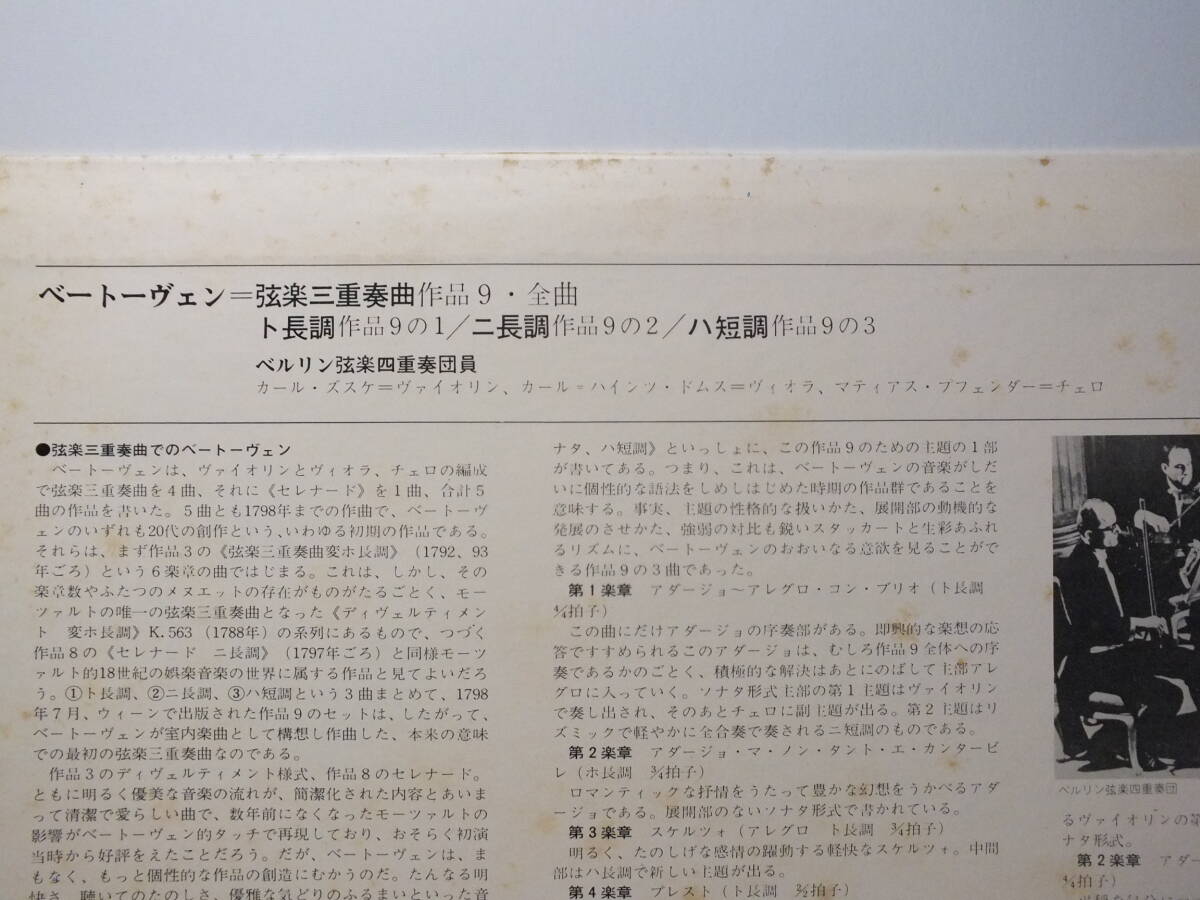 ベートーヴェン＝弦楽三重奏曲作品9・全曲
ト長調作品9の1／ニ長調作品9の2／ハ短調作品9の3
ベルリン弦楽四重奏団員
カール・ズスケ＝ヴァイオリン、カール＝ハインツ・ドムス＝ヴィオラ、マティアス・プフェンダー＝チェロ
●弦楽三重奏曲でのベートーヴェン
ベートーヴェンは、ヴァイオリンとヴィオラ、チェロの編成
で弦楽三重奏曲を4曲、それに《セレナード》を1曲、合計5
曲の作品を書いた。5曲とも1798年までの作曲で、ベートーヴ
ェンのいずれも20代の創作という、いわゆる初期の作品である。
それらは、まず作品3の《弦楽三重奏曲変ホ長調》（1792、93
年ごろ）という6楽章の曲ではじまる。これは、しかし、その
楽章数やふたつのメヌエットの存在がものがたるごとく、モー
ツァルトの唯一の弦楽三重奏曲となった《ディヴェルティメン
ト　変ホ長調》K.563（1788年）の系列にあるもので、つづく
作品8の《セレナード　ニ長調》（1797年ごろ）と同様モーツ
ァルト的18世紀の娯楽音楽の世界に属する作品と見てよいだろ
う。①ト長調、②ニ長調、③ハ短調という3曲まとめて、1798
年7月、ウィーンで出版された作品9のセットは、したがって、
ベートーヴェンが室内楽曲として構想し作曲した、本来の意味
での最初の弦楽三重奏曲なのである。
作品3のディヴェルティメント様式、作品8のセレナード。
ともに明るく優美な音楽の流れが、簡潔化された内容とあいま
って清潔で愛らしい曲で、数年前になくなったモーツァルトの
影響がベートーヴェン的タッチで再現しており、おそらく初演
当時から好評をえたことだろう。だが、ベートーヴェンは、ま
もなく、もっと個性的な作品の創造にむかうのだ。たんなる明
快さ、聴いてのたのしさ、優雅な気どりのふるまいといった音
ナタ、ハ短調》といっしょに、この作品9のための主題の1部
が書いてある。つまり、これは、ベートーヴェンの音楽がしだ
いに個性的な語法をしめしはじめた時期の作品群であることを
意味する。事実、主題の性格的な扱いかた、展開部の動機的な
発展のさせかた、強弱の対比も鋭いスタッカートと生彩あふれ
るリズムに、ベートーヴェンのおおいなる意欲を見ることがで
きる作品9の3曲であった。
第1楽章　アダージョ～アレグロ・コン・ブリオ（ト長調
4/4拍子）
この曲にだけアダージョの序奏部がある。即興的な楽想の応
答ですすめられるこのアダージョは、むしろ作品9全体への序
奏であるかのごとく、積極的な解決はあとにのばして主部アレ
グロに入っていく。ソナタ形式主部の第1主題はヴァイオリン
で奏し出され、そのあとチェロに副主題が出る。第2主題はリ
ズミックで軽やかに全合奏で奏されるニ短調のものである。
第2楽章　アダージョ・マ・ノン・タント・エ・カンタービ
レ（ホ長調　3/4拍子）
ロマンティックな抒情をうたって豊かな幻想をうかべるアダ
ージョである。展開部のないソナタ形式で書かれている。
第3楽章　スケルツォ（アレグロ　ト長調　3/4拍子）
明るく、たのしげな感情の躍動する軽快なスケルツォ。中間
部はハ長調で新しい主題が出る。
第4楽章　プレスト（ト長調　2/2拍子）
ベルリン弦楽四重奏団
るヴァイオリンの第
ナタ形式。
第2楽章　アダー
拍子）